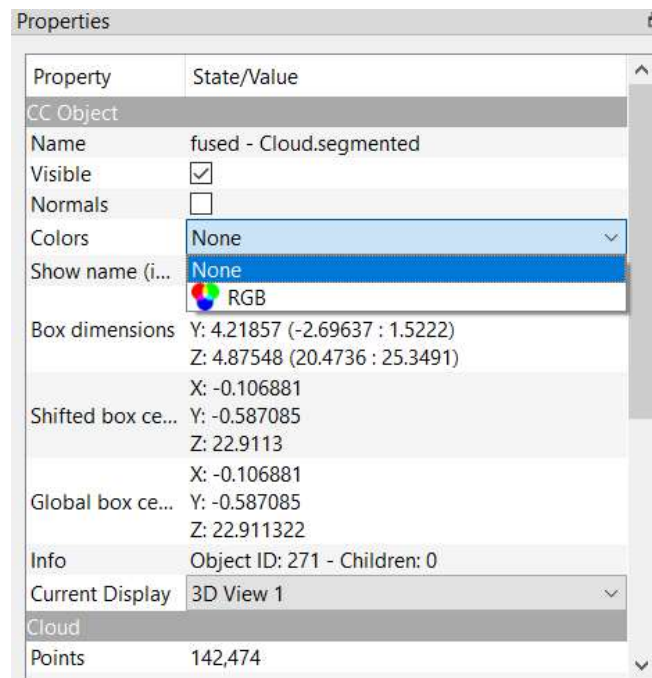 Properties
Property State/Value
CC Object
Name fused - Cloud.segmented
Visible
Normals
Colors None
Show name (i... None
RGB
Box dimensions Y: 4.21857 (-2.69637 : 1.5222)
Z: 4.87548 (20.4736 : 25.3491)
X: -0.106881
Shifted box ce... Y: -0.587085
Z: 22.9113
X: -0.106881
Global box ce... Y: -0.587085
Z: 22.911322
Info Object ID: 271 - Children: 0
Current Display 3D View 1
Cloud
Points 142,474